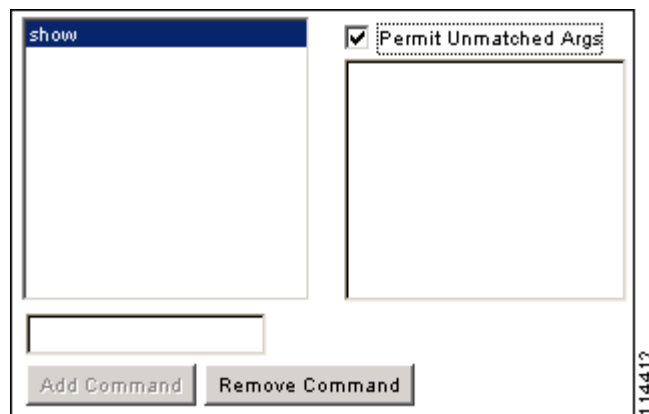 show
Permit Unmatched Args
Add Command
Remove Command
114412